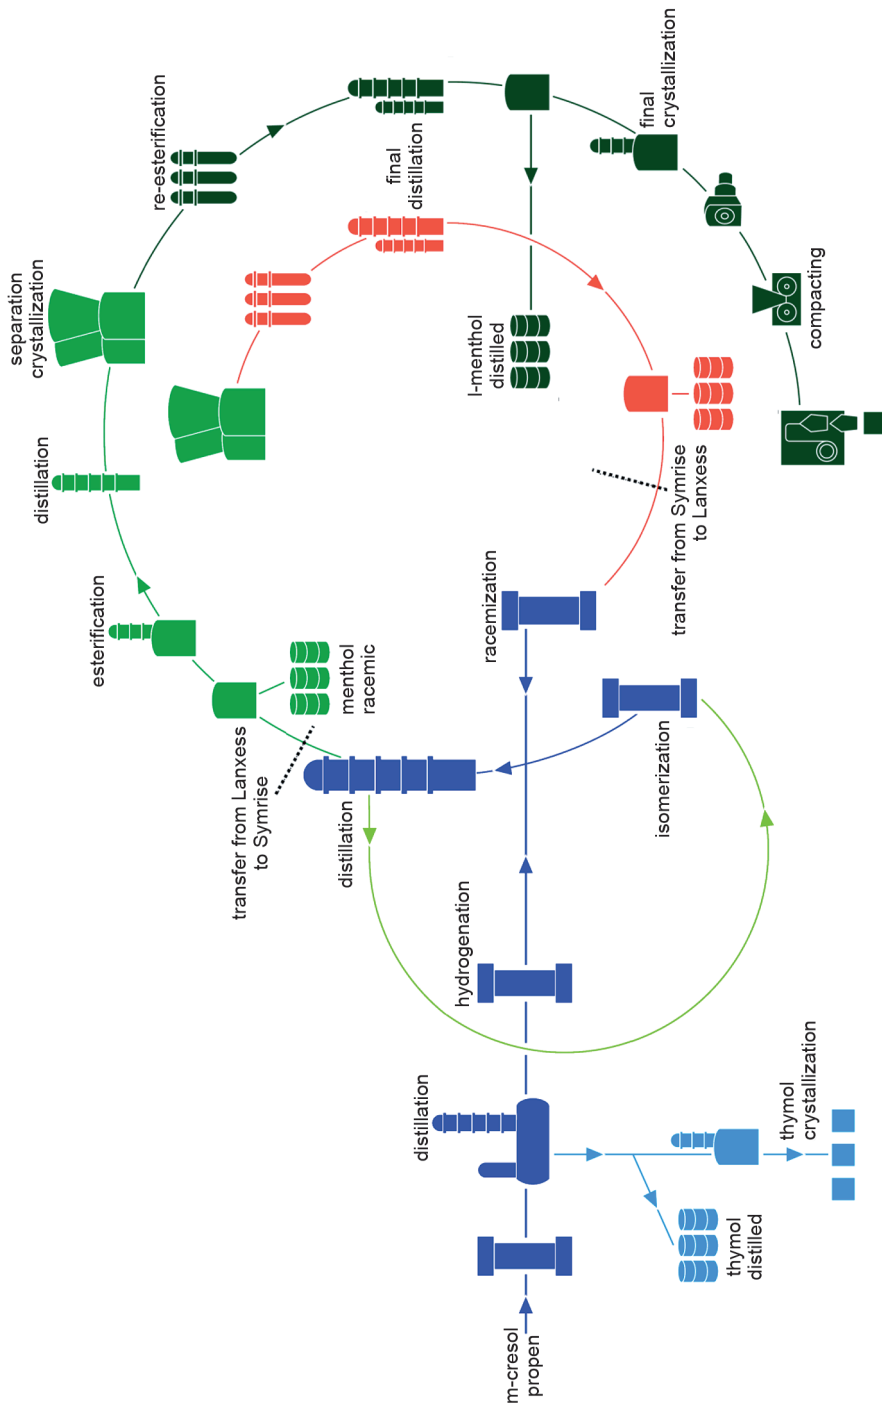 m-cresol
propen
distillation
thymol
distilled
thymol
crystallization
hydrogenation
distillation
isomerization
transfer from Lanxess
to Symrise
menthol
racemic
esterification
racemization
distillation
transfer from Symrise
to Lanxess
separation
crystallization
l-menthol
distilled
re-esterification
final
distillation
final
crystallization
compacting